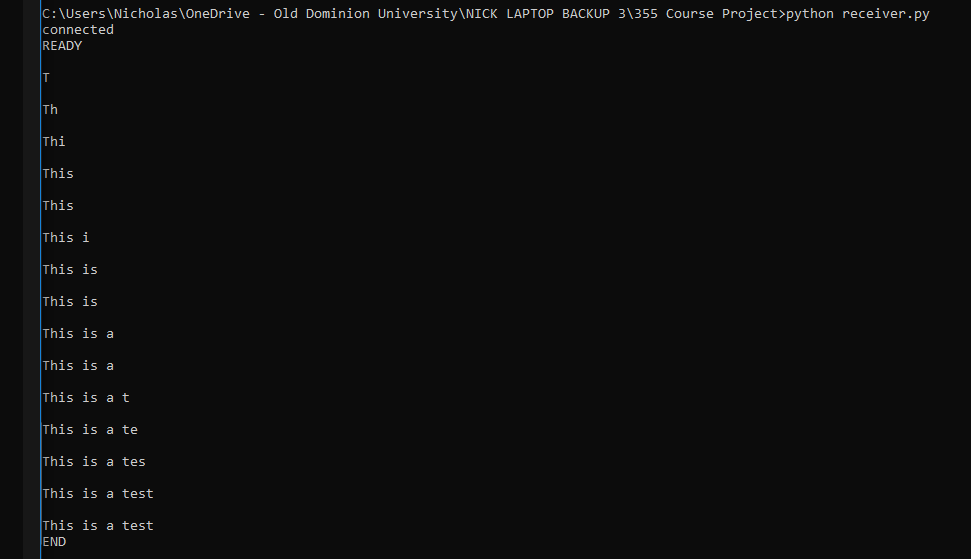 C:\Users\Nicholas\OneDrive - Old Dominion University\NICK LAPTOP BACKUP 3\355 Course Project>python receiver.py
connected
READY
T
Th
Thi
This
This
This i
This is
This is
This is a
This is a
This is a t
This is a te
This is a tes
This is a test
This is a test
END